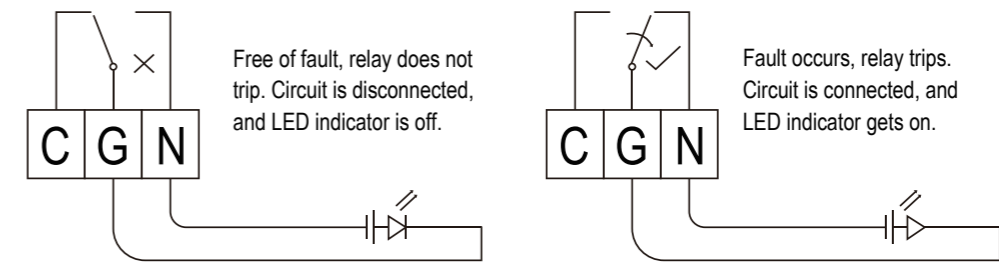 Free of fault, relay does not
trip. Circuit is disconnected,
and LED indicator is off.
C G N
Fault occurs, relay trips.
Circuit is connected, and
LED indicator gets on.
C G N